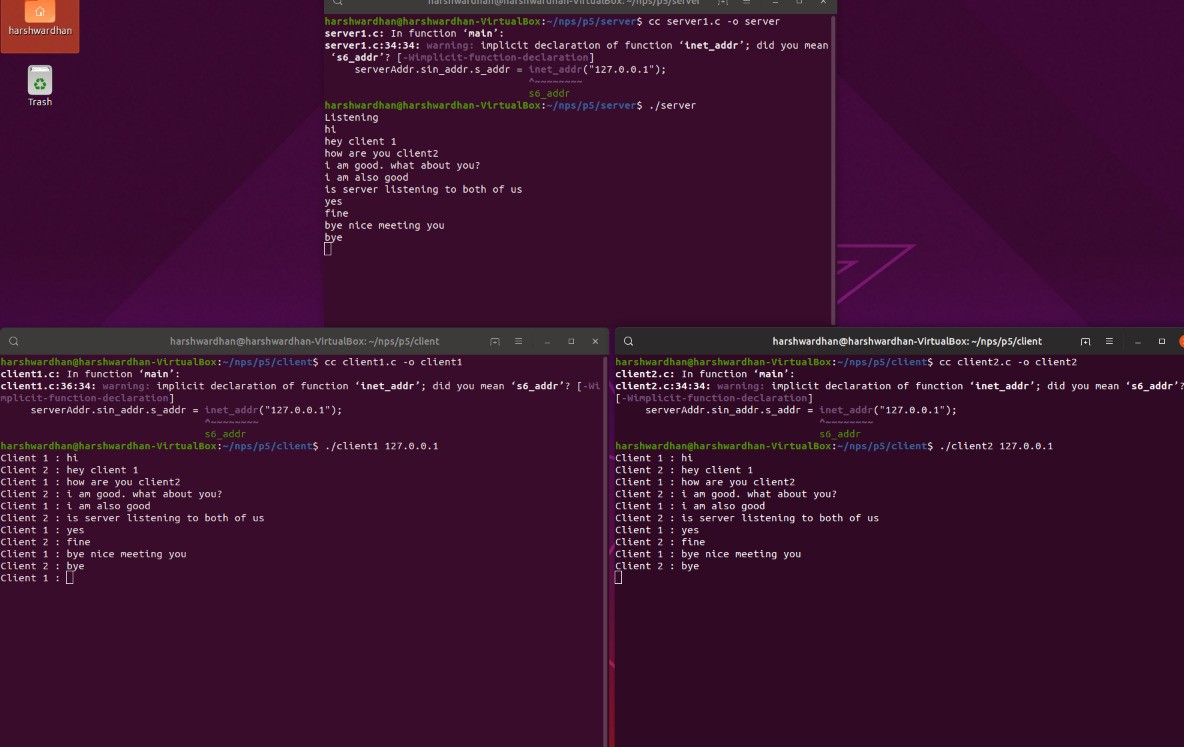 harshwardhan
Trash
harshwardhan@harshwardhan-VirtualBox: ~/nps/p5/server
harshwardhan@harshwardhan-VirtualBox:~/nps/p5/server$ cc server1.c -o server
server1.c: In function ‘main’:
server1.c:34:34: warning: implicit declaration of function ‘inet_addr’; did you mean
‘s6_addr’? [-Wimplicit-function-declaration]
serverAddr.sin_addr.s_addr = inet_addr("127.0.0.1");
^~~~~~~~~
s6_addr
harshwardhan@harshwardhan-VirtualBox:~/nps/p5/server$ ./server
Listening
hi
hey client 1
how are you client2
i am good. what about you?
i am also good
is server listening to both of us
yes
fine
bye nice meeting you
bye
harshwardhan@harshwardhan-VirtualBox: ~/nps/p5/client
harshwardhan@harshwardhan-VirtualBox:~/nps/p5/client$ cc client1.c -o client1
client1.c: In function ‘main’:
client1.c:36:34: warning: implicit declaration of function ‘inet_addr’; did you mean ‘s6_addr’? [-Wi
mplicit-function-declaration]
serverAddr.sin_addr.s_addr = inet_addr("127.0.0.1");
^~~~~~~~~
s6_addr
harshwardhan@harshwardhan-VirtualBox:~/nps/p5/client$ ./client1 127.0.0.1
Client 1 : hi
Client 2 : hey client 1
Client 1 : how are you client2
Client 2 : i am good. what about you?
Client 1 : i am also good
Client 2 : is server listening to both of us
Client 1 : yes
Client 2 : fine
Client 1 : bye nice meeting you
Client 2 : bye
Client 1 :
harshwardhan@harshwardhan-VirtualBox: ~/nps/p5/client
harshwardhan@harshwardhan-VirtualBox:~/nps/p5/client$ cc client2.c -o client2
client2.c: In function ‘main’:
client2.c:34:34: warning: implicit declaration of function ‘inet_addr’; did you mean ‘s6_addr’?
[-Wimplicit-function-declaration]
serverAddr.sin_addr.s_addr = inet_addr("127.0.0.1");
^~~~~~~~~
s6_addr
harshwardhan@harshwardhan-VirtualBox:~/nps/p5/client$ ./client2 127.0.0.1
Client 1 : hi
Client 2 : hey client 1
Client 1 : how are you client2
Client 2 : i am good. what about you?
Client 1 : i am also good
Client 2 : is server listening to both of us
Client 1 : yes
Client 2 : fine
Client 1 : bye nice meeting you
Client 2 : bye